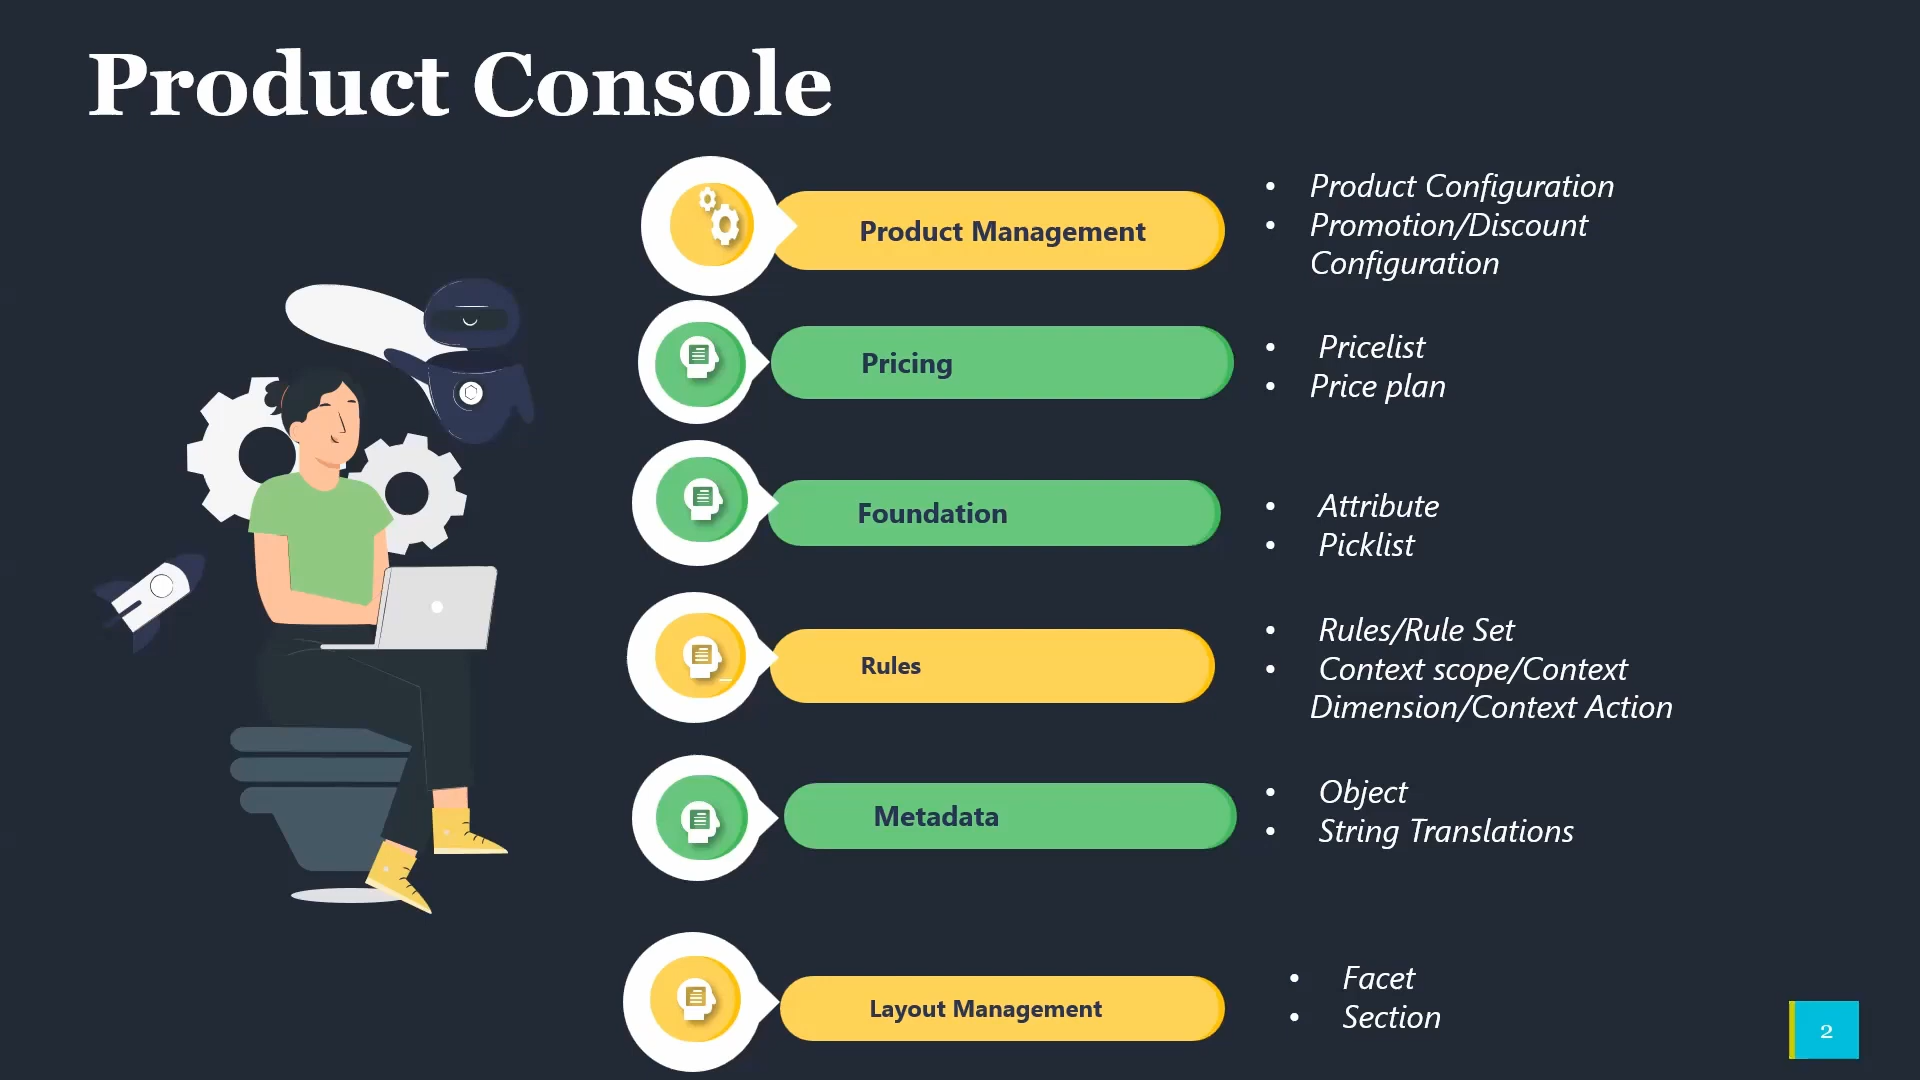 Product Console
Product Management
• Product Configuration
• Promotion/Discount
Configuration
Pricing
• Pricelist
• Price plan
Foundation
• Attribute
• Picklist
Rules
• Rules/Rule Set
• Context scope/Context
Dimension/Context Action
Metadata
• Object
• String Translations
Layout Management
• Facet
• Section
2